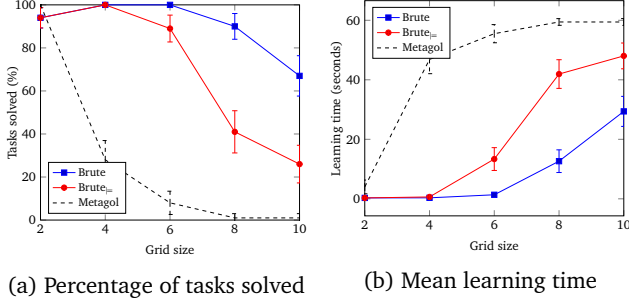 100
80
60
40
20
0
Tasks solved (%)
Brute
Brute|=
Metagol
2 4 6 8 10
Grid size
(a) Percentage of tasks solved
60
40
20
0
Learning time (seconds)
Brute
Brute|=
Metagol
2 4 6 8 10
Grid size
(b) Mean learning time